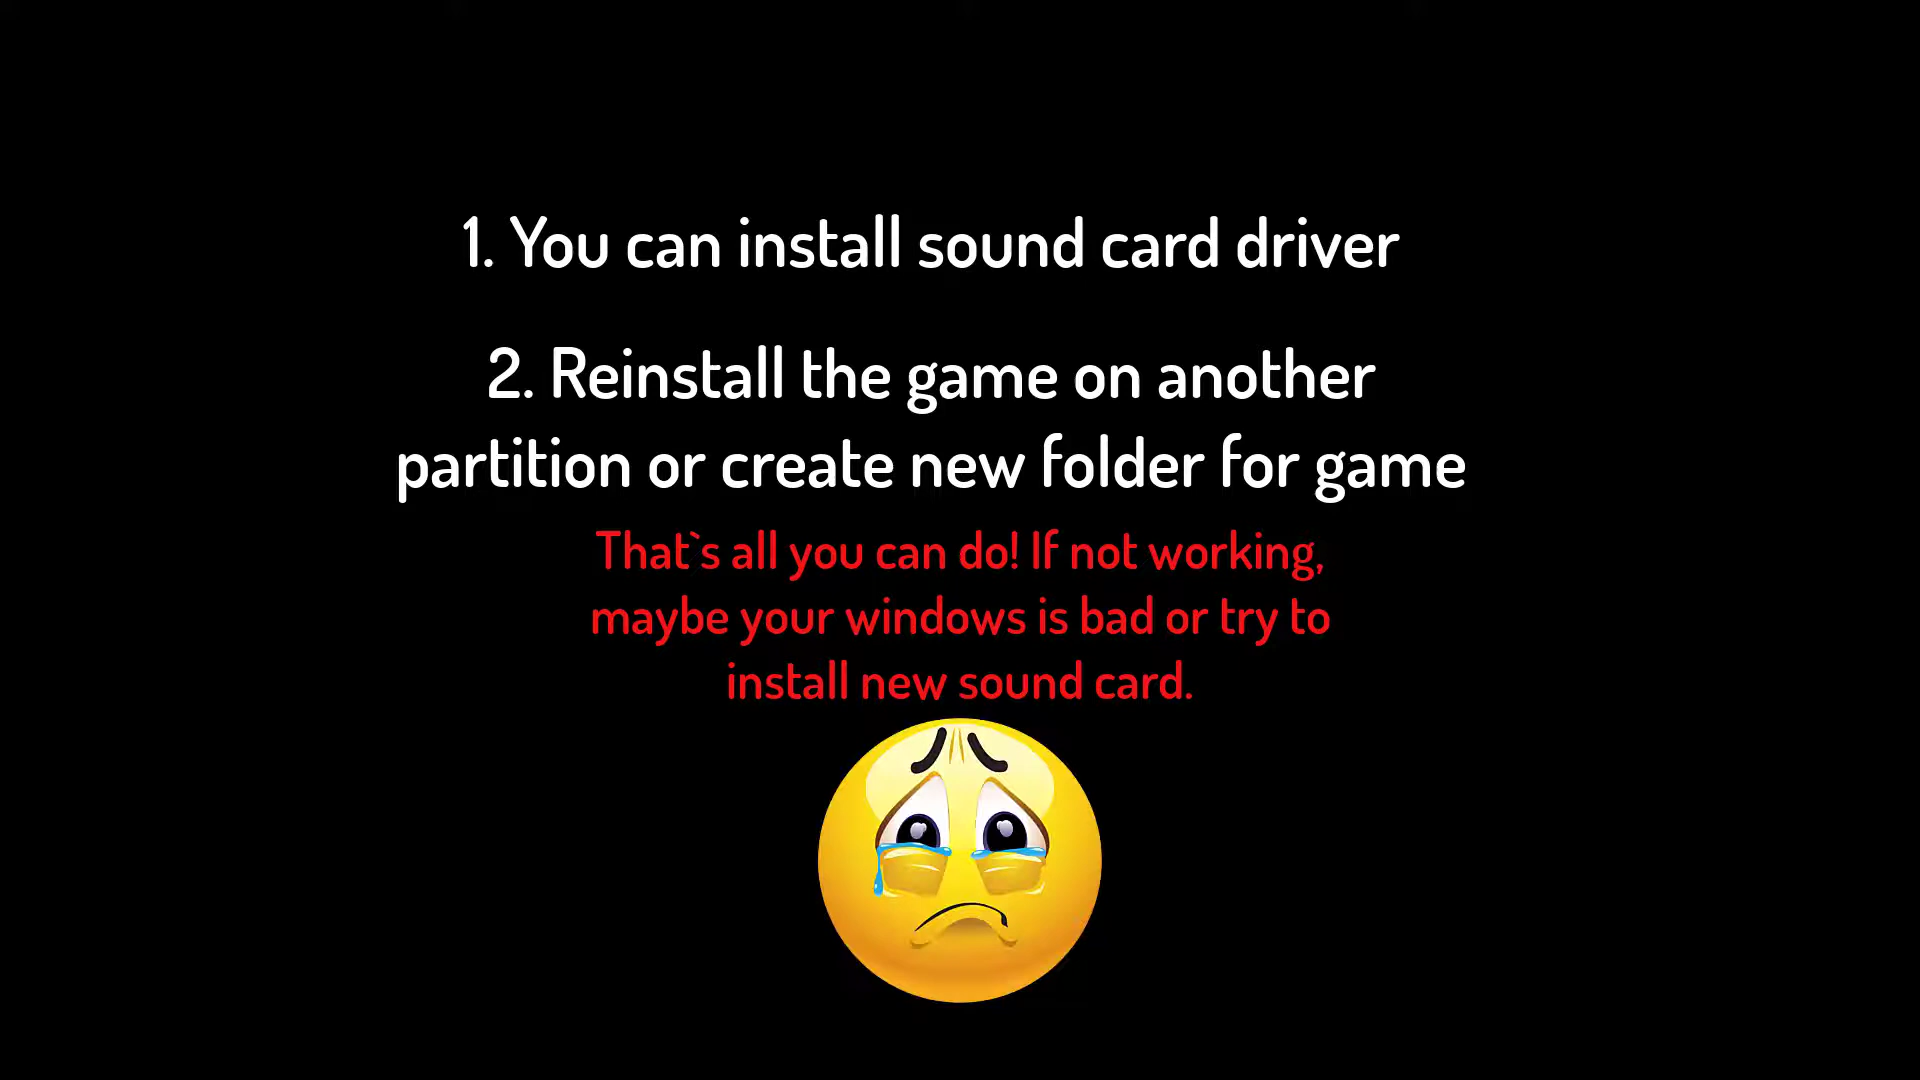 1. You can install sound card driver
2. Reinstall the game on another
partition or create new folder for game
That`s all you can do! If not working,
maybe your windows is bad or try to
install new sound card.